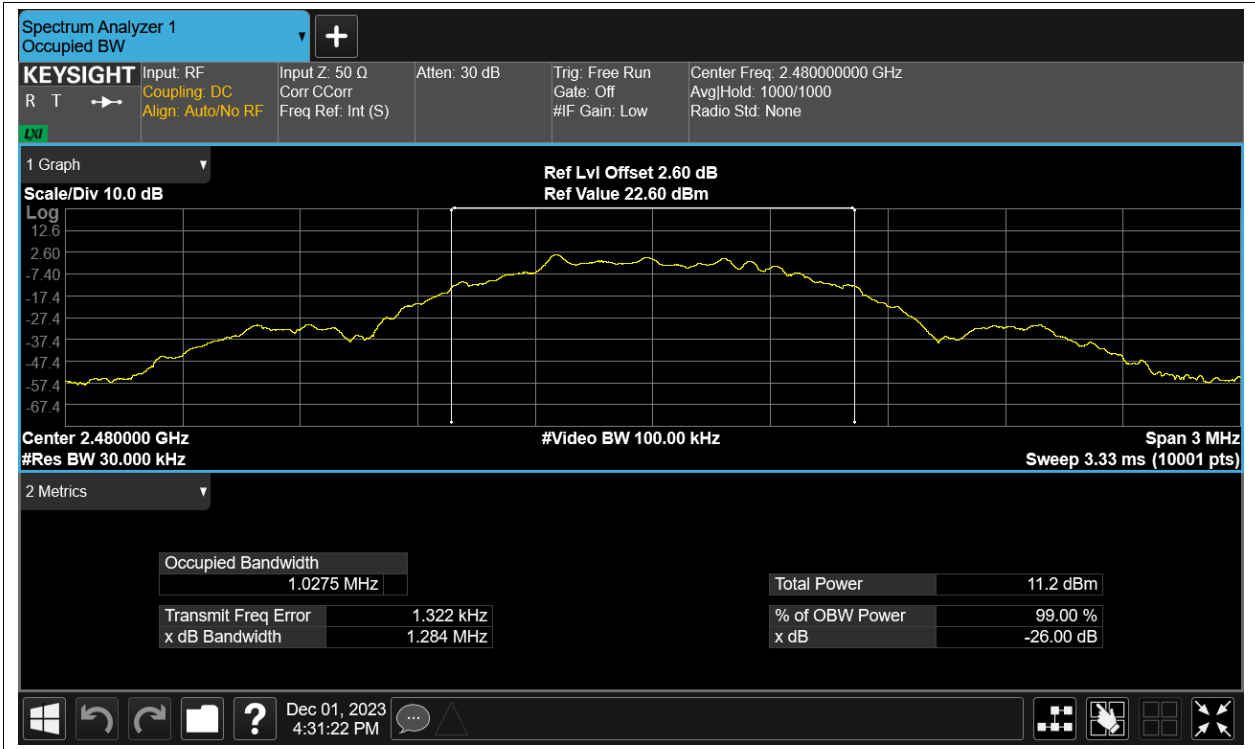 Spectrum Analyzer 1
Occupied BW
KEYSIGHT
R T
LXI
Input: RF
Coupling: DC
Align: Auto/No RF
Input Z: 50 Ω
Corr CCorr
Freq Ref: Int (S)
Atten: 30 dB
Trig: Free Run
Gate: Off
#IF Gain: Low
Center Freq: 2.480000000 GHz
Avg|Hold: 1000/1000
Radio Std: None
1 Graph
Scale/Div 10.0 dB
Ref Lvl Offset 2.60 dB
Ref Value 22.60 dBm
Log
12.6
2.60
-7.40
-17.4
-27.4
-37.4
-47.4
-57.4
-67.4
Center 2.480000 GHz
#Res BW 30.000 kHz
#Video BW 100.00 kHz
Span 3 MHz
Sweep 3.33 ms (10001 pts)
2 Metrics
Occupied Bandwidth
1.0275 MHz
Transmit Freq Error 1.322 kHz
x dB Bandwidth 1.284 MHz
Total Power 11.2 dBm
% of OBW Power 99.00 %
x dB -26.00 dB
?
Dec 01, 2023
4:31:22 PM